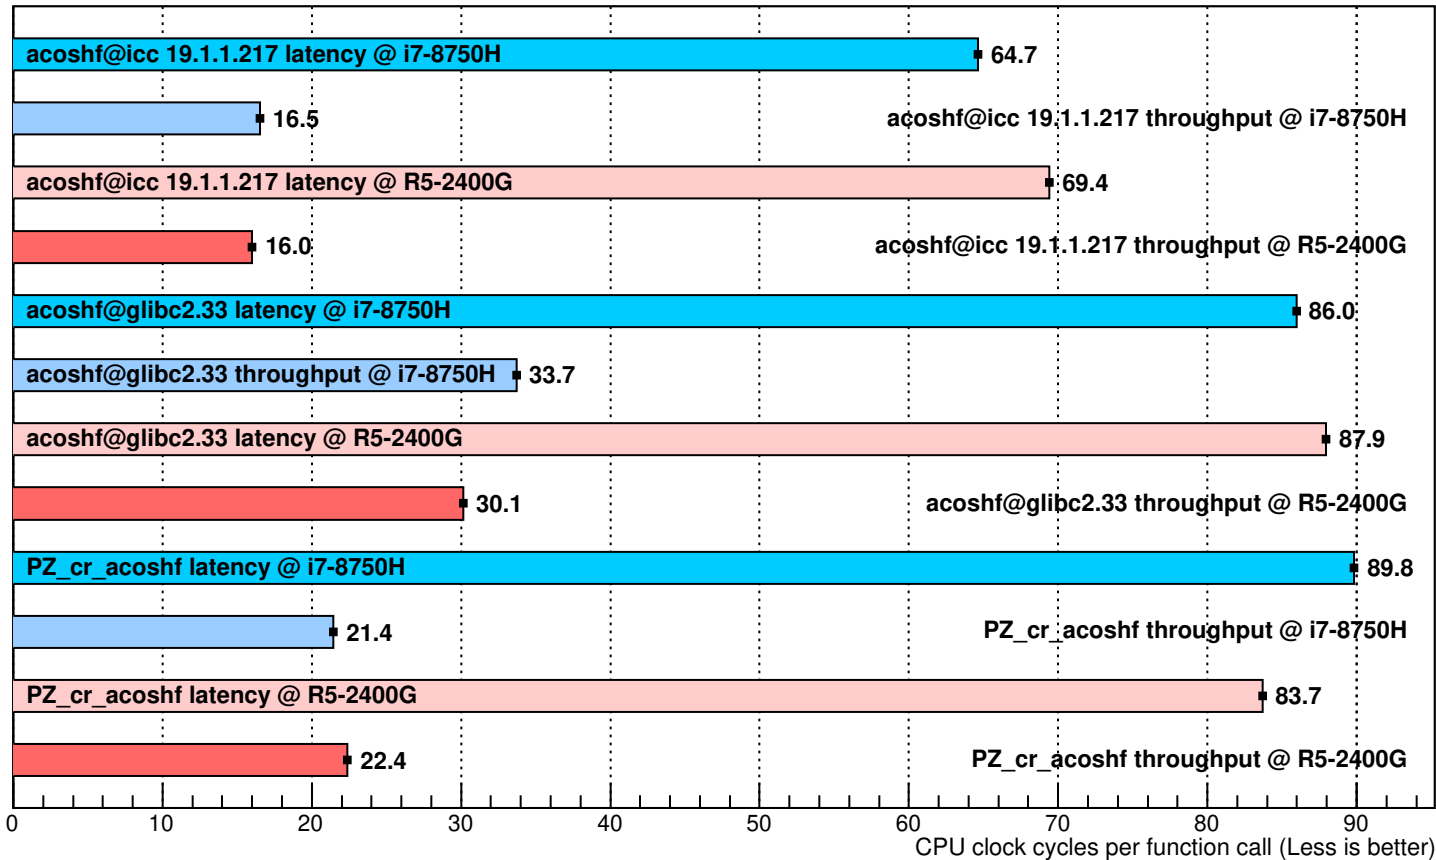 acoshf@icc 19.1.1.217 latency @ i7-8750H 64.7
16.5 acoshf@icc 19.1.1.217 throughput @ i7-8750H
acoshf@icc 19.1.1.217 latency @ R5-2400G 69.4
16.0 acoshf@icc 19.1.1.217 throughput @ R5-2400G
acoshf@glibc2.33 latency @ i7-8750H 86.0
acoshf@glibc2.33 throughput @ i7-8750H 33.7
acoshf@glibc2.33 latency @ R5-2400G 87.9
30.1 acoshf@glibc2.33 throughput @ R5-2400G
PZ_cr_acoshf latency @ i7-8750H 89.8
21.4 PZ_cr_acoshf throughput @ i7-8750H
PZ_cr_acoshf latency @ R5-2400G 83.7
22.4 PZ_cr_acoshf throughput @ R5-2400G
0 10 20 30 40 50 60 70 80 90
CPU clock cycles per function call (Less is better)